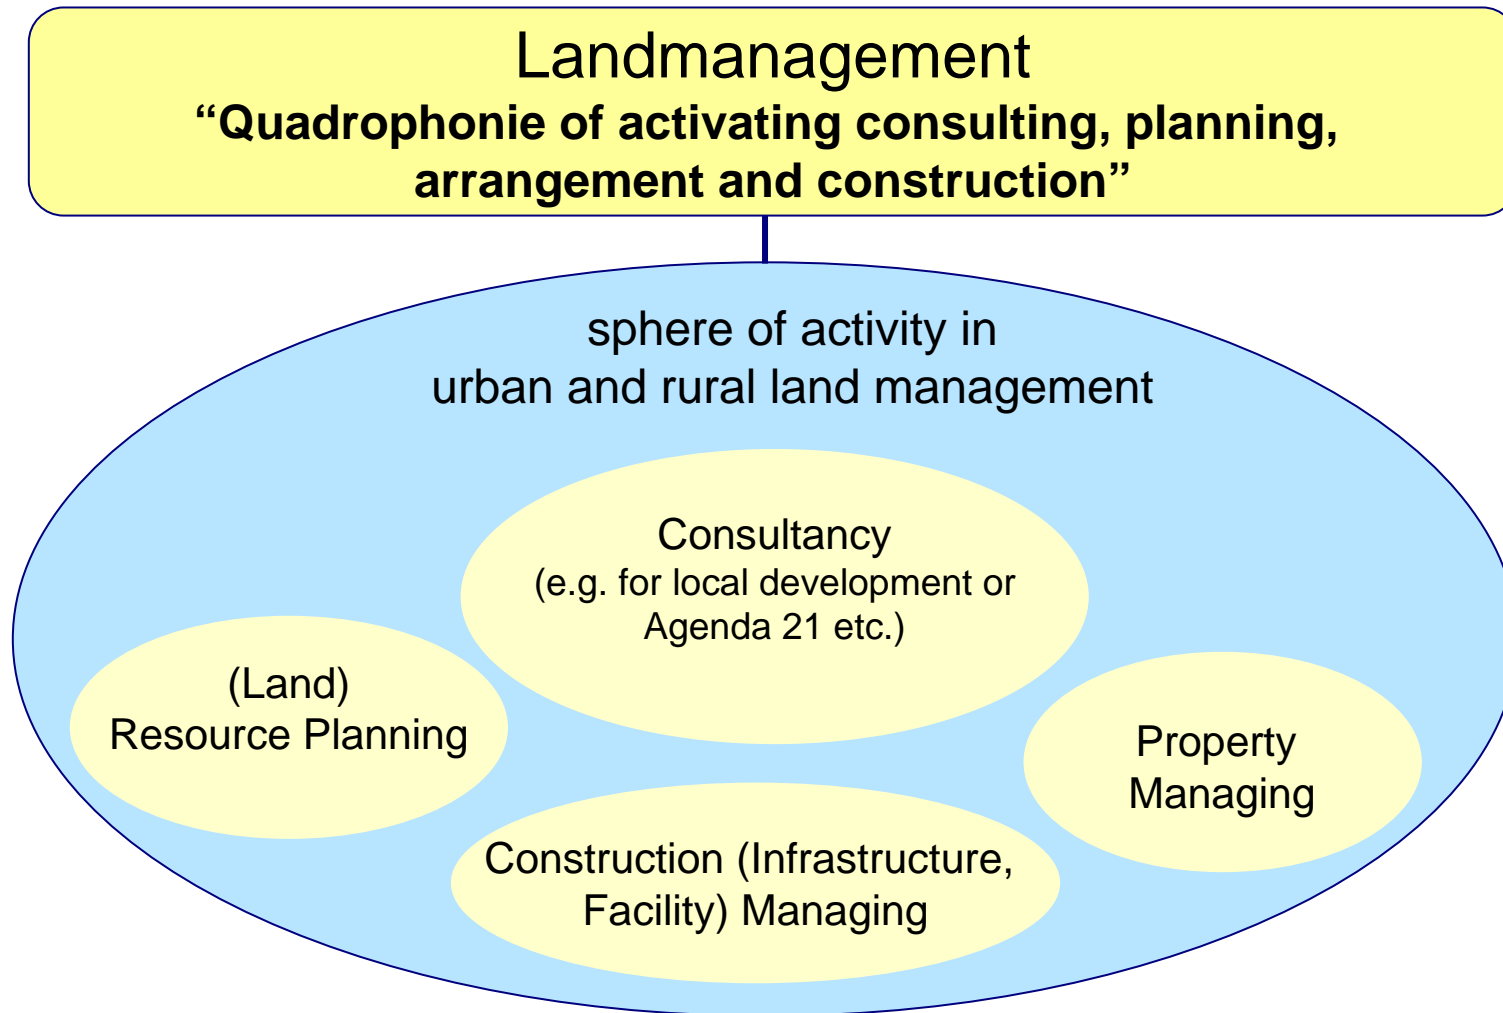 Landmanagement
“Quadrophonie of activating consulting, planning,
arrangement and construction”
sphere of activity in
urban and rural land management
Consultancy
(e.g. for local development or
Agenda 21 etc.)
(Land)
Resource Planning
Property
Managing
Construction (Infrastructure,
Facility) Managing